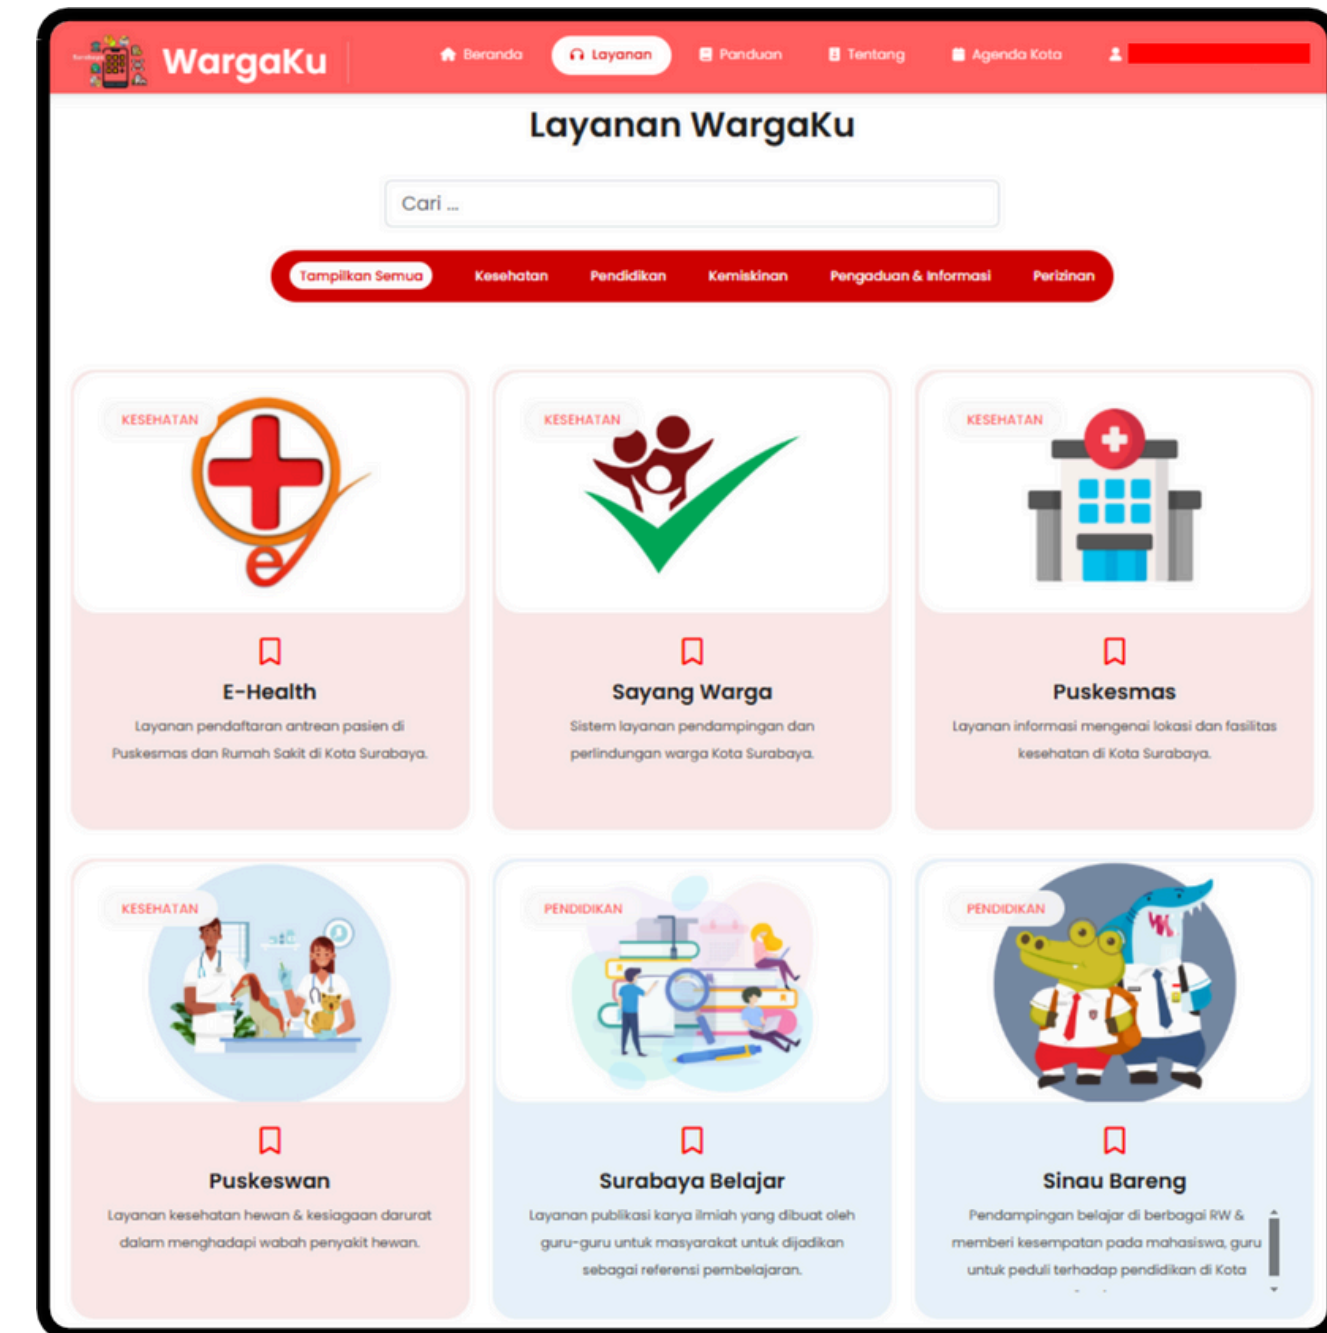 WargaKu
Beranda
Layanan
Panduan
Tentang
Agenda Kota
Layanan WargaKu
Cari ...
Tampilkan Semua
Kesehatan
Pendidikan
Kemiskinan
Pengaduan & Informasi
Perizinan
KESEHATAN
E-Health
Layanan pendaftaran antrean pasien di
Puskesmas dan Rumah Sakit di Kota Surabaya.
KESEHATAN
Sayang Warga
Sistem layanan pendampingan dan
perlindungan warga Kota Surabaya.
KESEHATAN
Puskesmas
Layanan informasi mengenai lokasi dan fasilitas
kesehatan di Kota Surabaya.
KESEHATAN
Puskeswan
Layanan kesehatan hewan & kesiagaan darurat
dalam menghadapi wabah penyakit hewan.
PENDIDIKAN
Surabaya Belajar
Layanan publikasi karya ilmiah yang dibuat oleh
guru-guru untuk masyarakat untuk dijadikan
sebagai referensi pembelajaran.
PENDIDIKAN
Sinau Bareng
Pendampingan belajar di berbagai RW &
memberi kesempatan pada mahasiswa, guru
untuk peduli terhadap pendidikan di Kota